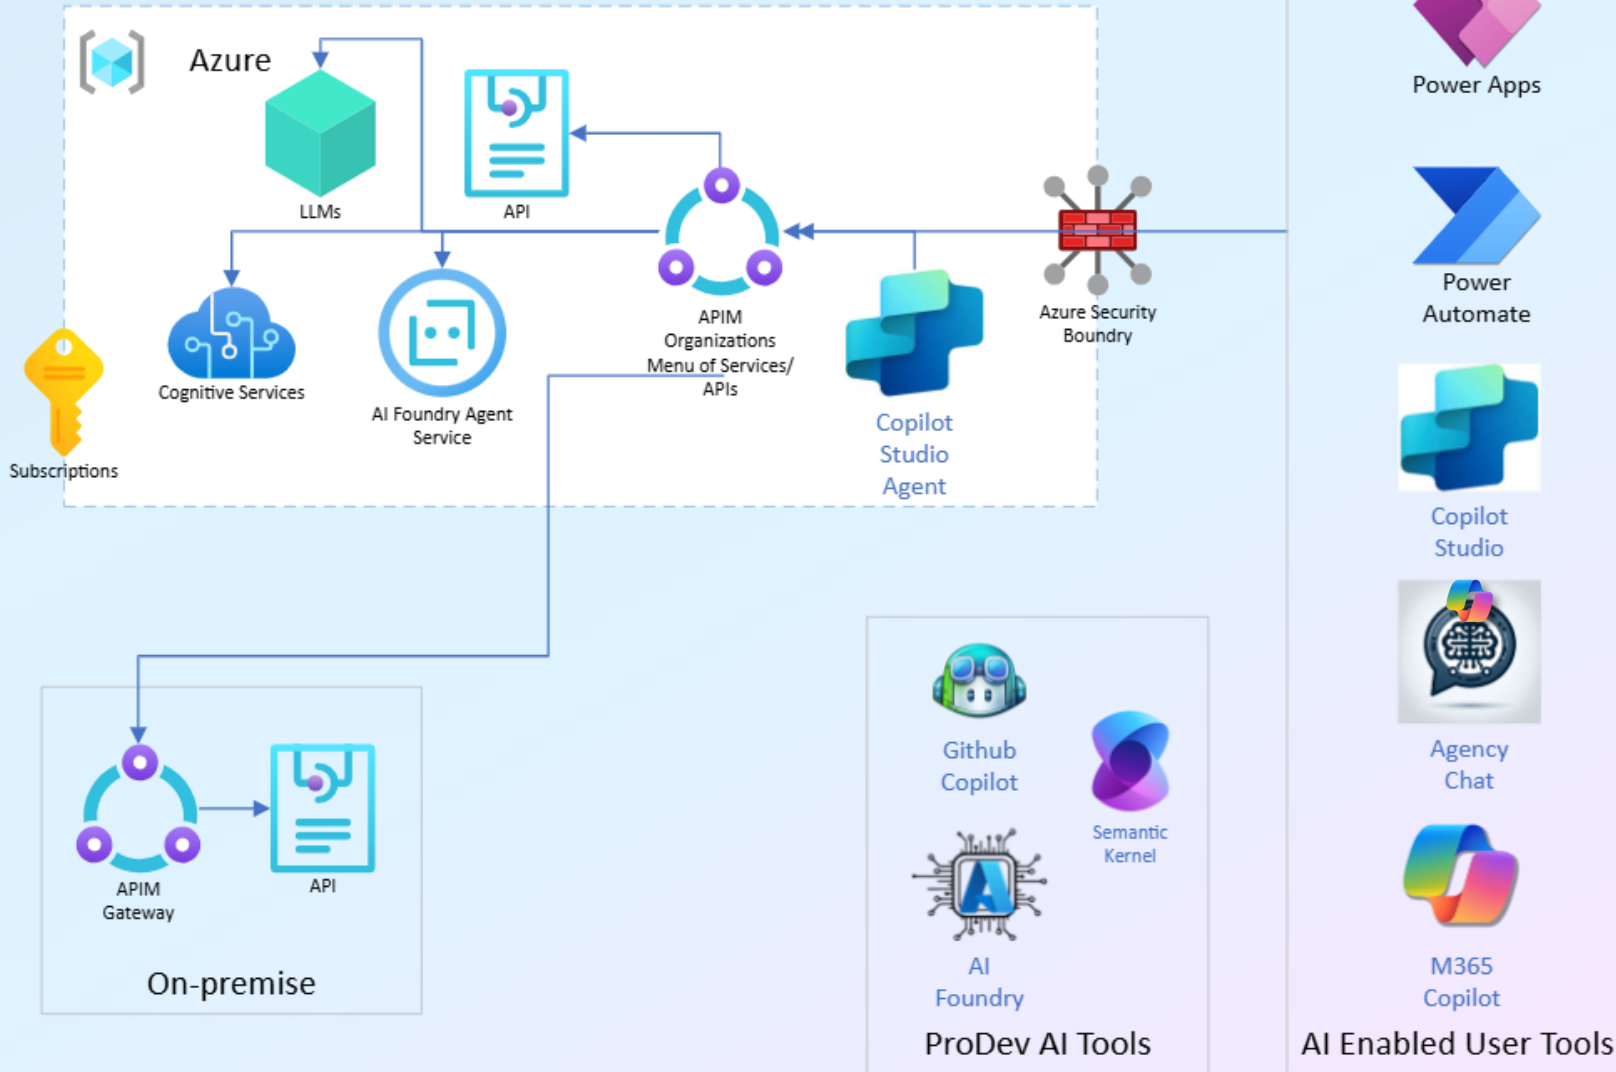 Azure
LLMs
API
Cognitive Services
AI Foundry Agent
Service
APIM
Organizations
Menu of Services/
APIs
Copilot
Studio
Agent
Azure Security
Boundry
Subscriptions
Power Apps
Power
Automate
Copilot
Studio
Agency
Chat
M365
Copilot
AI Enabled User Tools
APIM
Gateway
API
On-premise
Github
Copilot
Semantic
Kernel
AI
Foundry
ProDev AI Tools